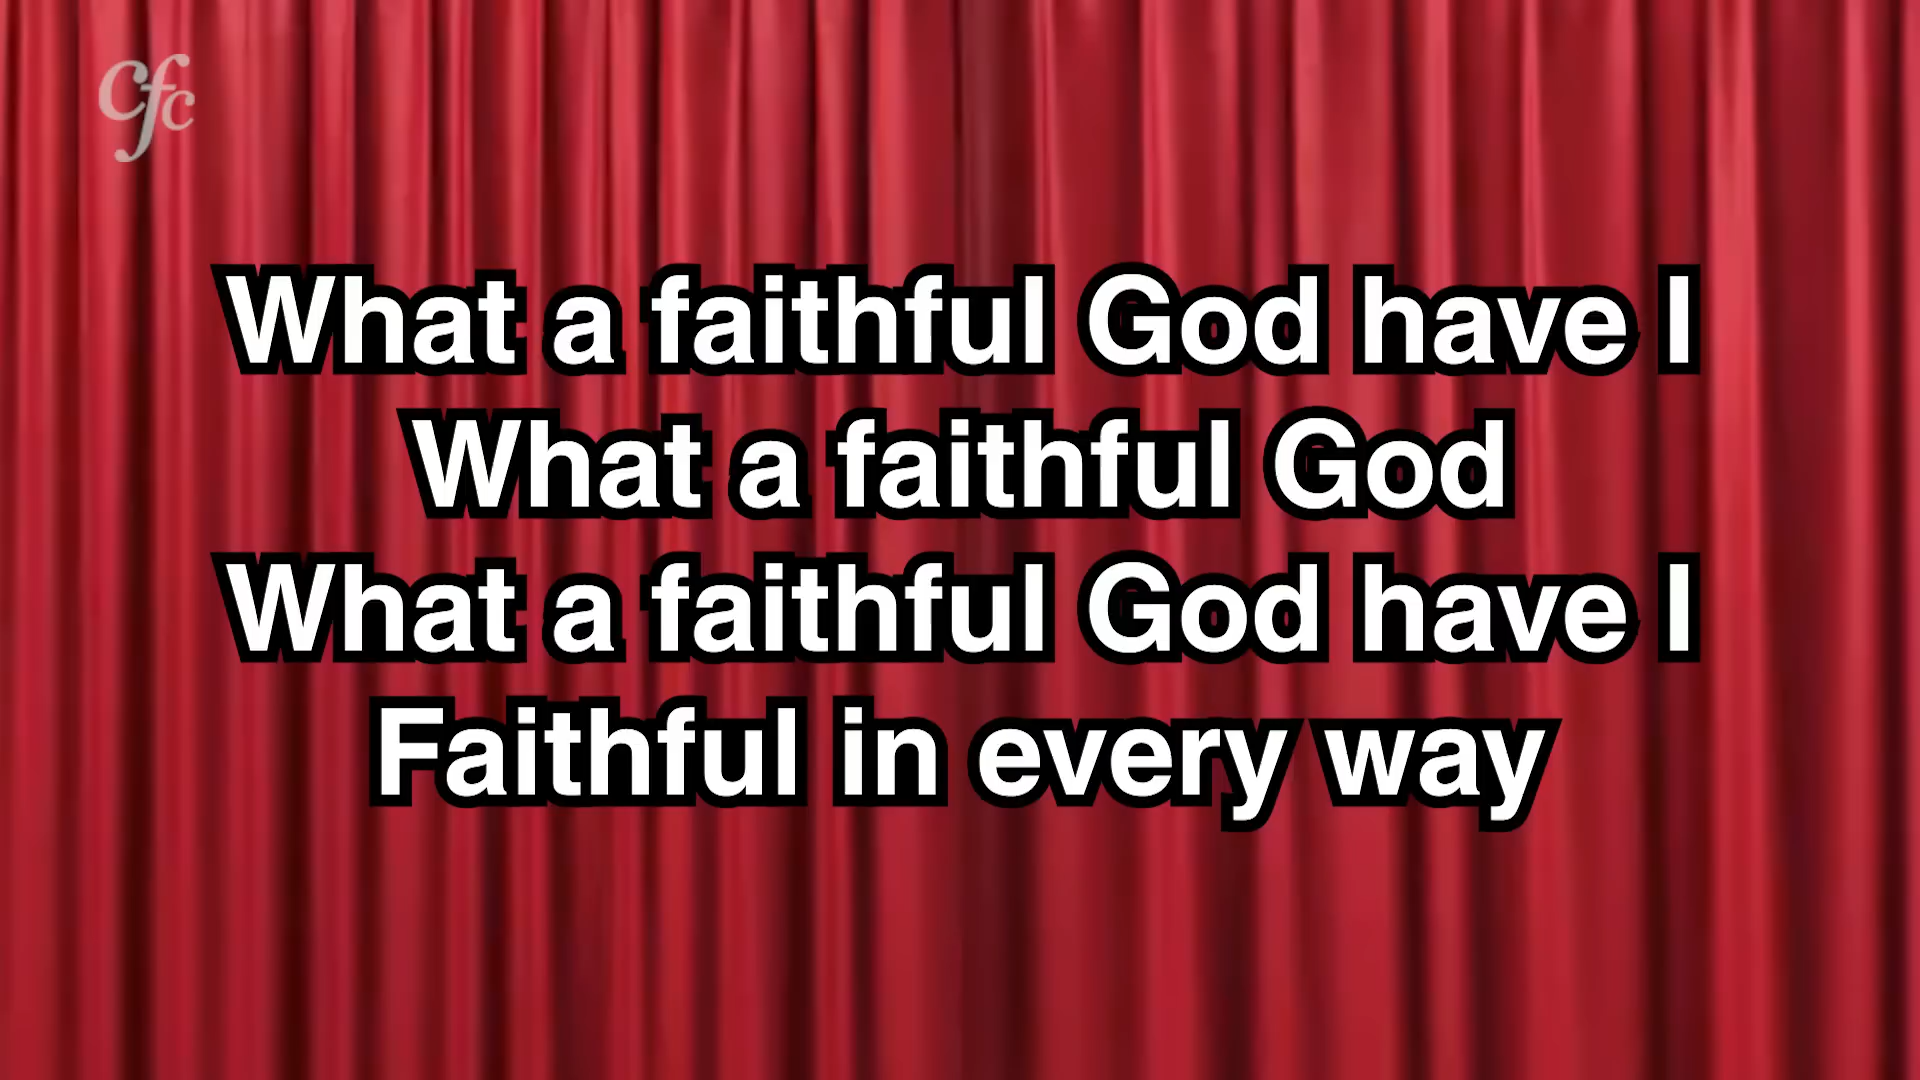 cfc
What a faithful God have I
What a faithful God
What a faithful God have I
Faithful in every way